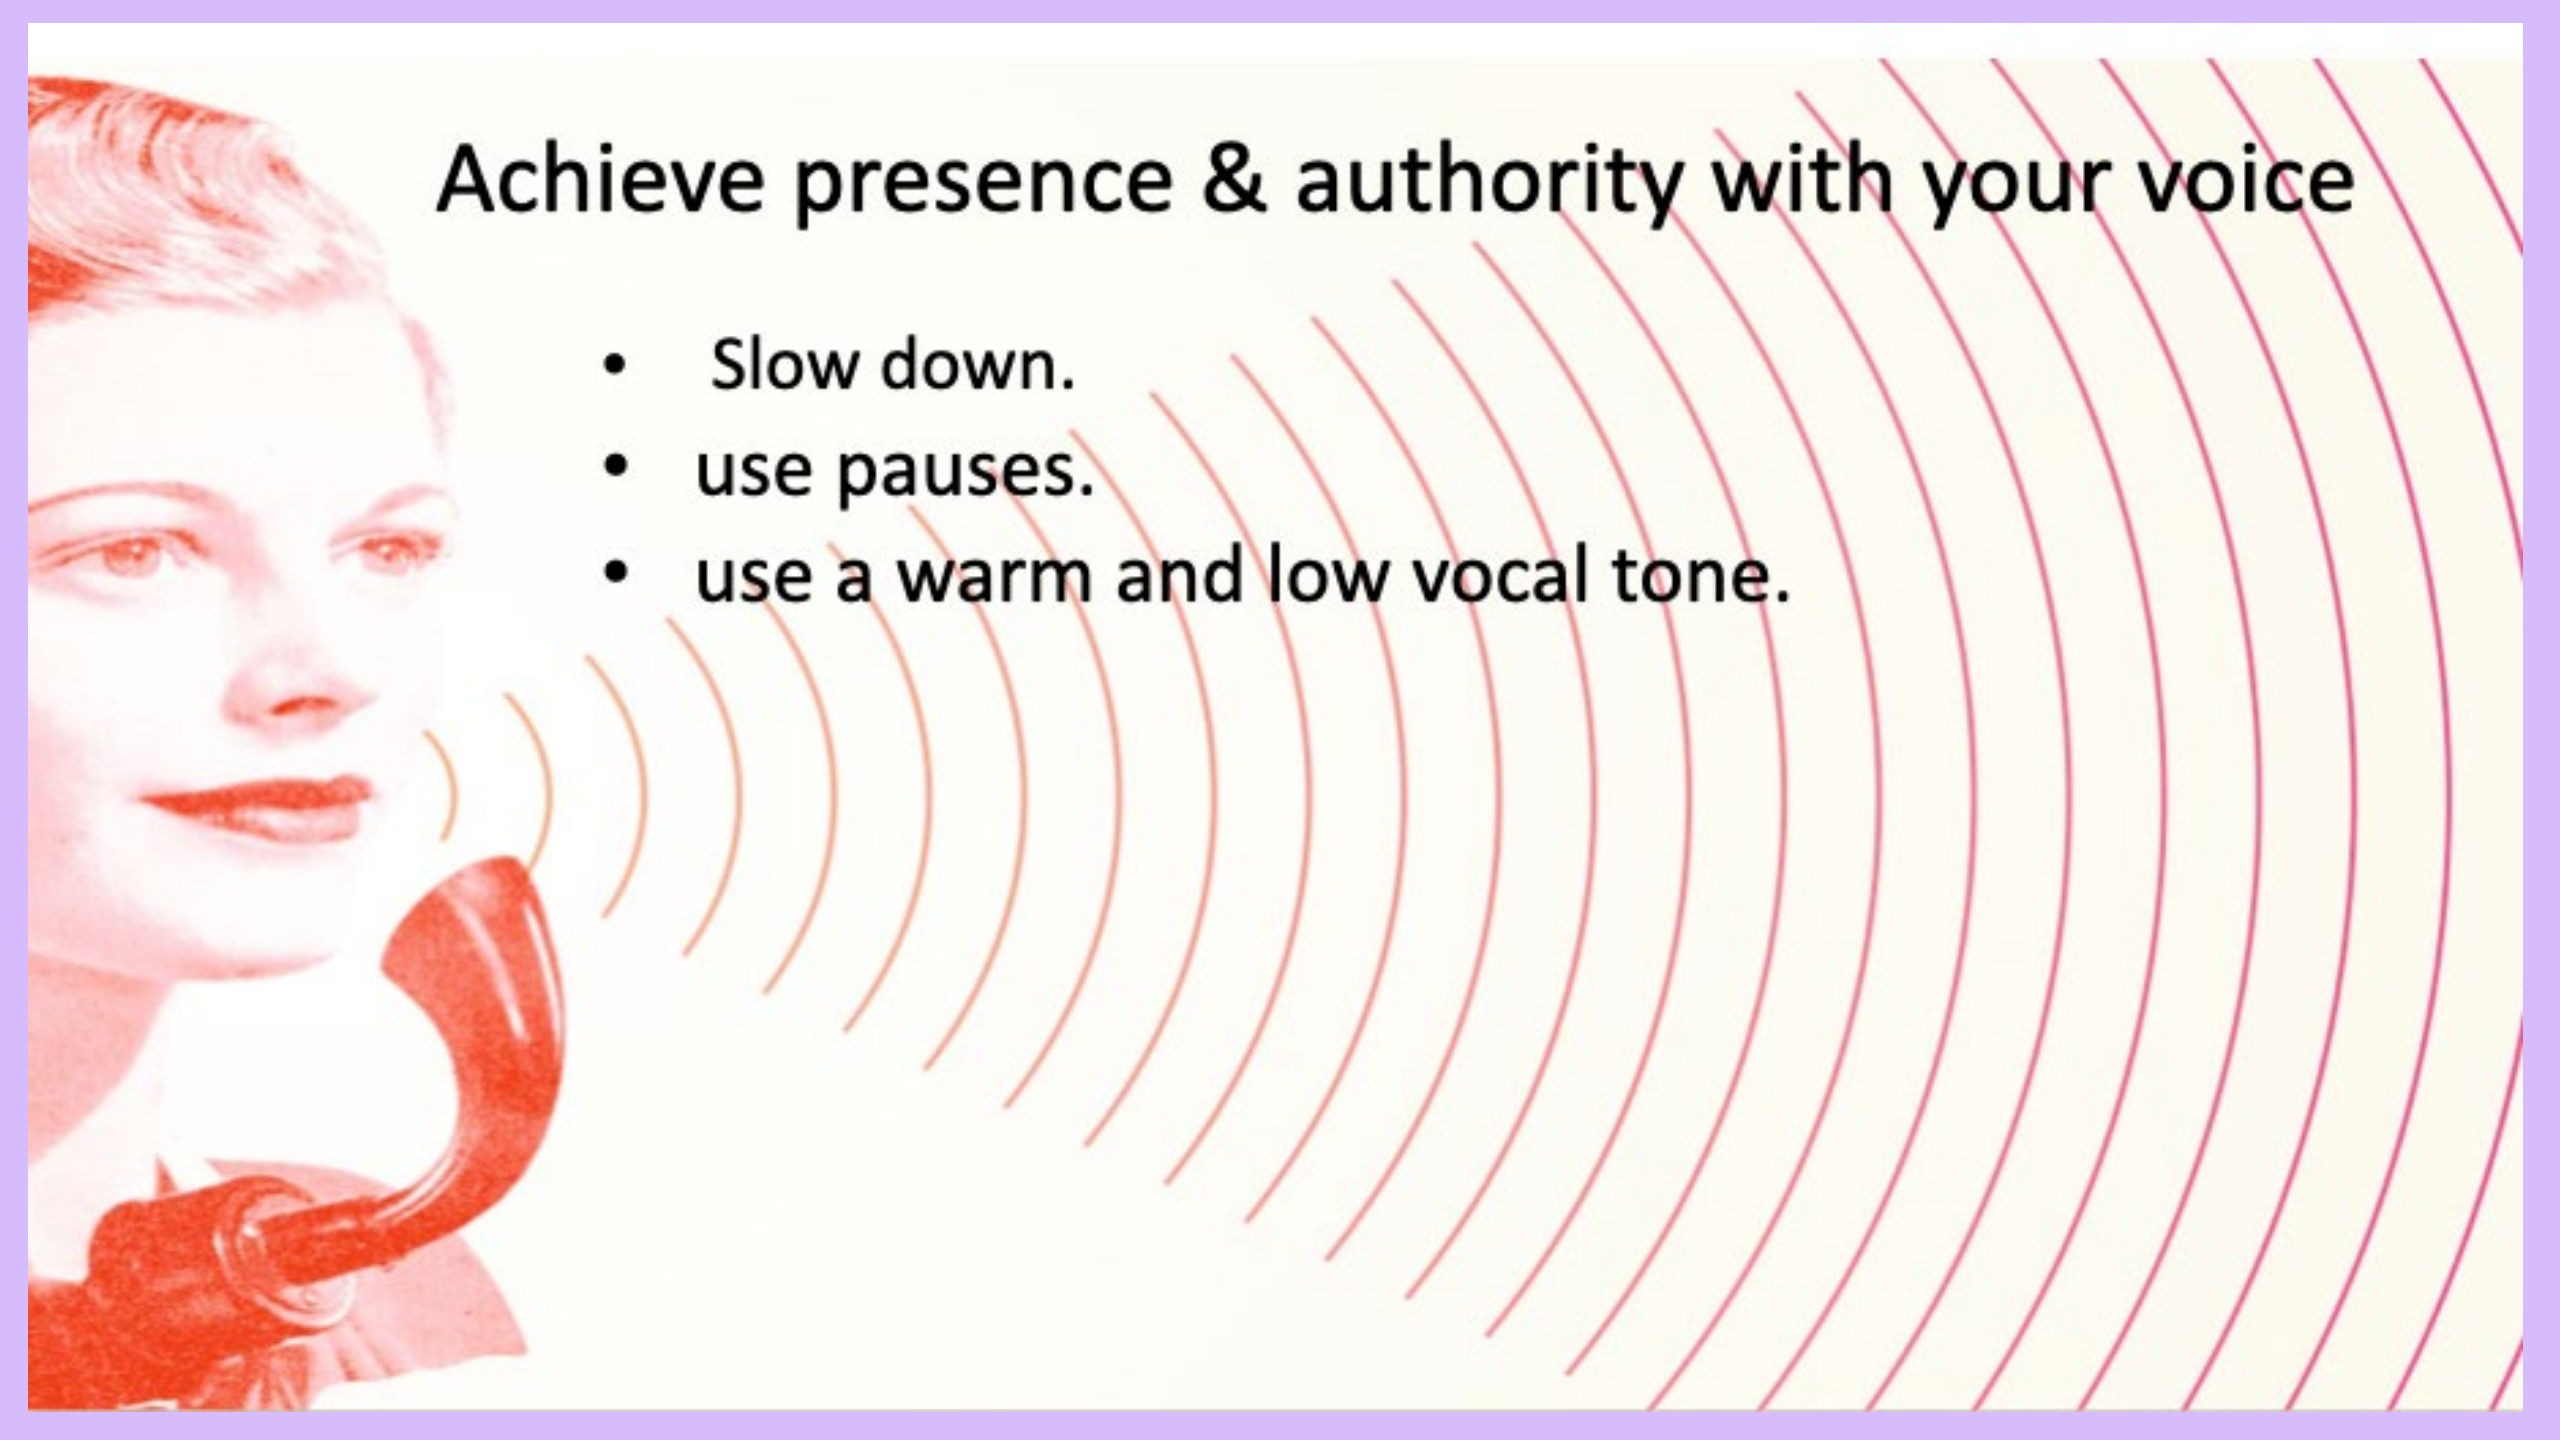 Achieve presence & authority with your voice
• Slow down.
• use pauses.
• use a warm and low vocal tone.